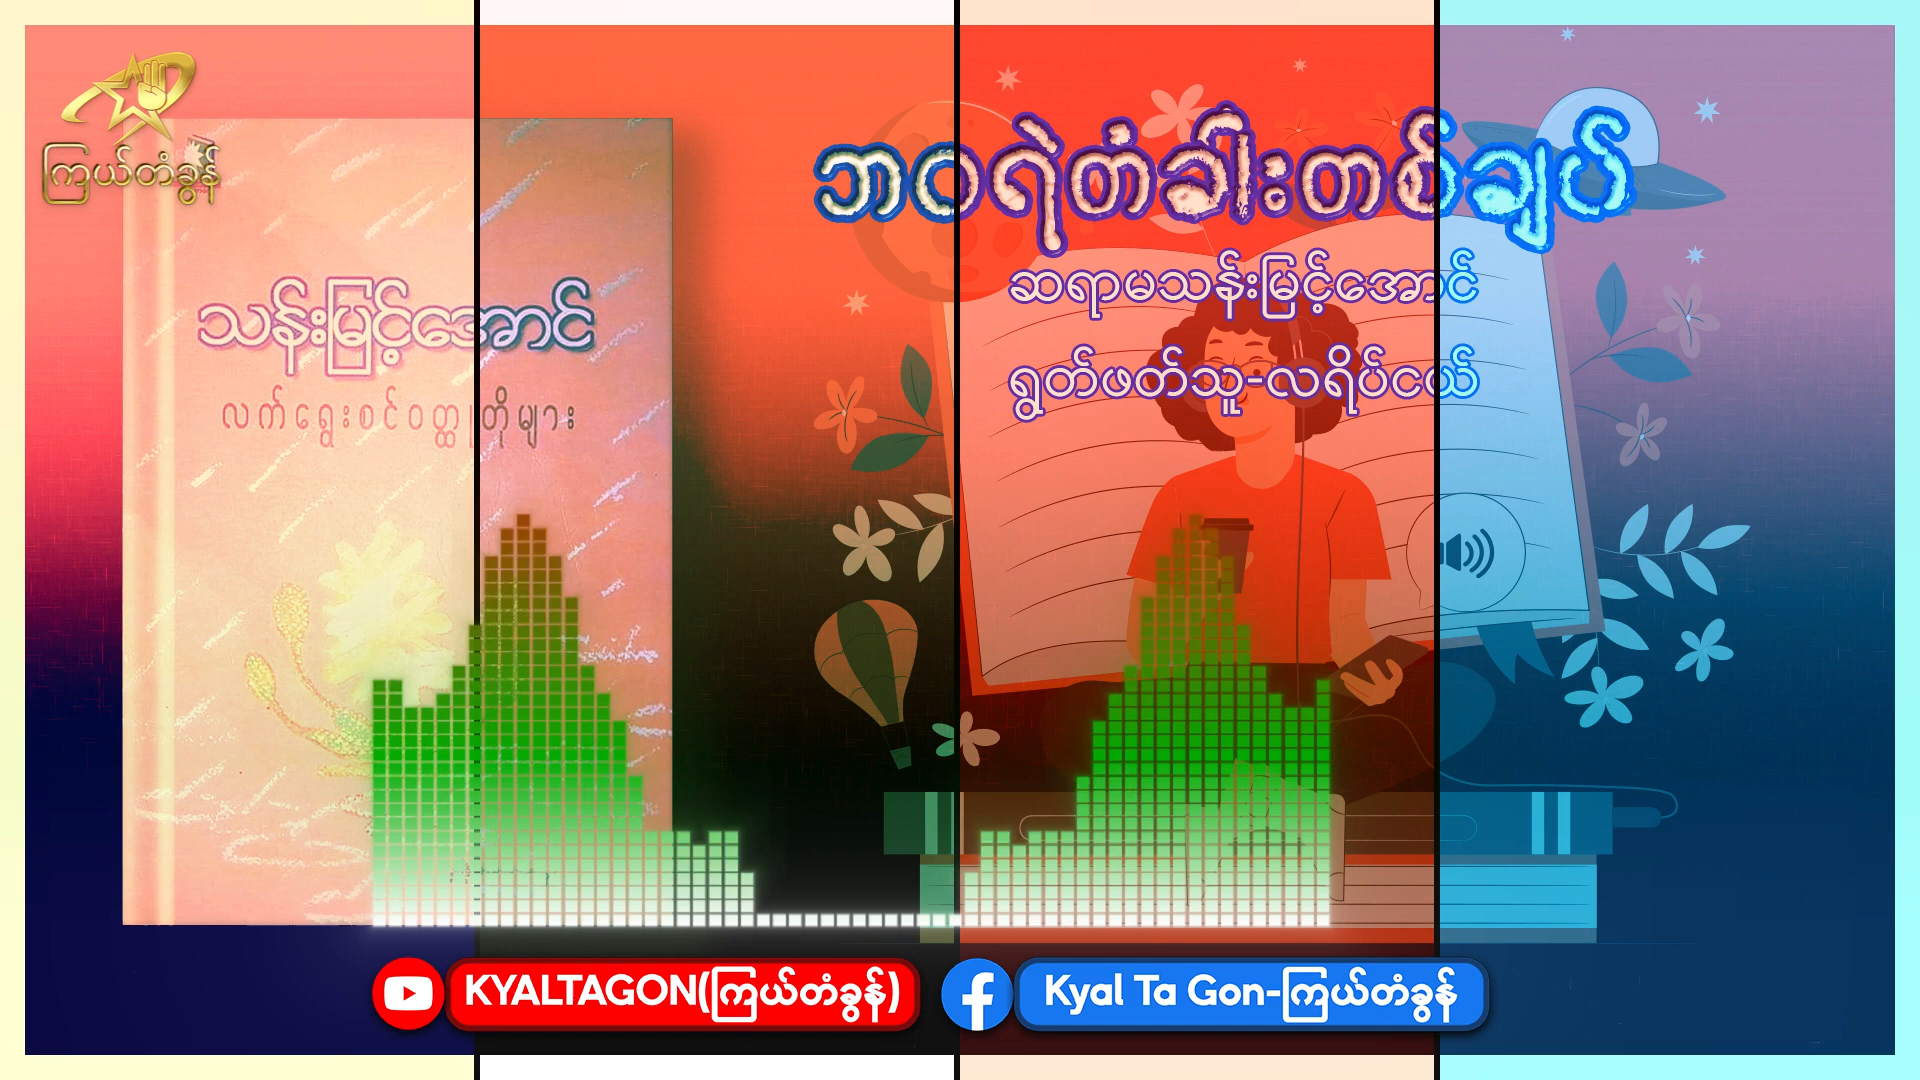 ကြယ်တံခွန်
သန်းမြင့်အောင်
လက်ရွေးစင်ဝတ္ထုတိုများ
ဘဝရဲတံခါးတစ်ချပ်
ဆရာမသန်းမြင့်အောင်
ရွတ်ဖတ်သူ-လရိပ်ငယ်
KYALTAGON(ကြယ်တံခွန်)
Kyal Ta Gon-ကြယ်တံခွန်